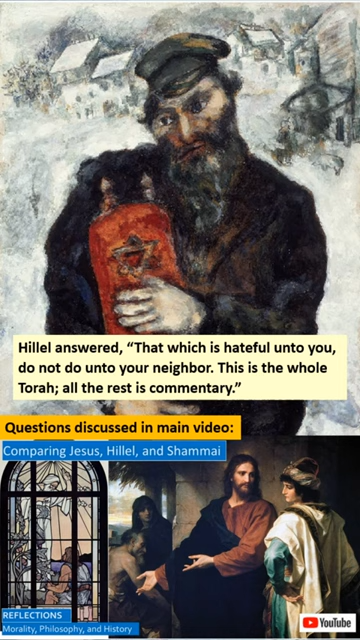 Hillel answered, “That which is hateful unto you,
do not do unto your neighbor. This is the whole
Torah; all the rest is commentary.”
Questions discussed in main video:
Comparing Jesus, Hillel, and Shammai
REFLECTIONS
Morality, Philosophy, and History
YouTube